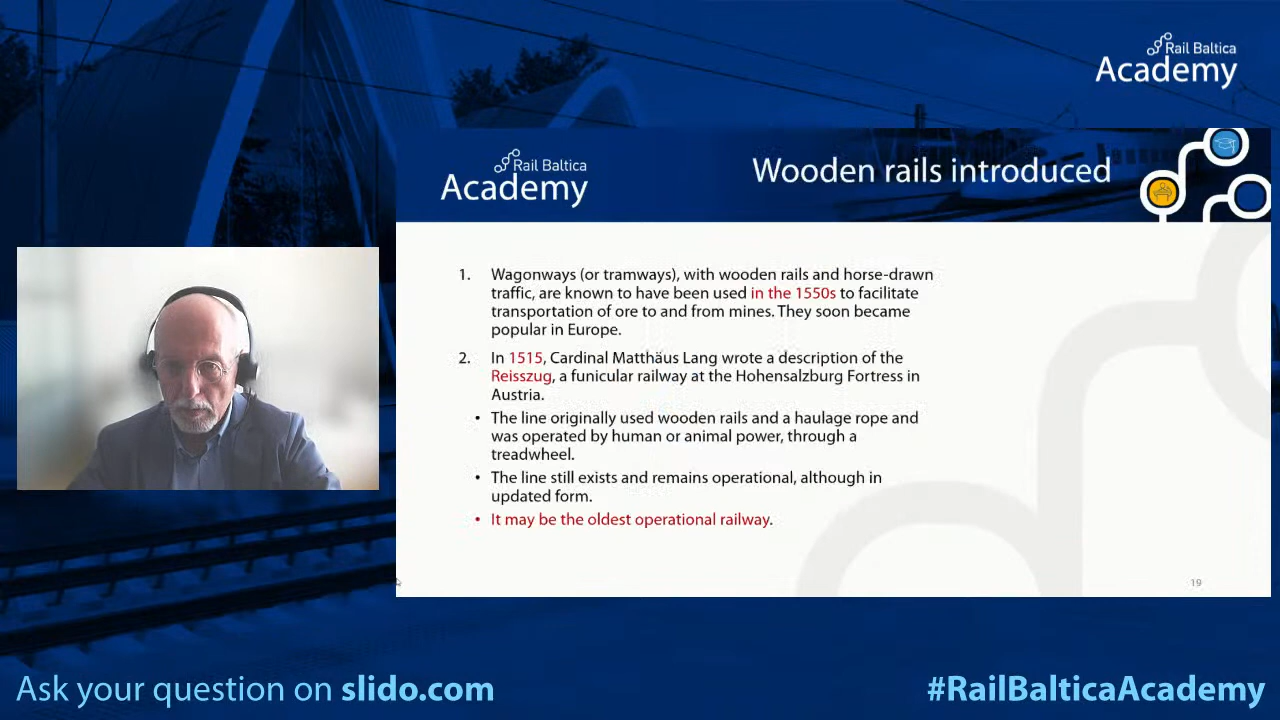 Rail Baltica
Academy
Rail Baltica
Academy
Wooden rails introduced
1. Wagonways (or tramways), with wooden rails and horse-drawn
traffic, are known to have been used in the 1550s to facilitate
transportation of ore to and from mines. They soon became
popular in Europe.
2. In 1515, Cardinal Matthäus Lang wrote a description of the
Reisszug, a funicular railway at the Hohensalzburg Fortress in
Austria.
• The line originally used wooden rails and a haulage rope and
was operated by human or animal power, through a
treadwheel.
• The line still exists and remains operational, although in
updated form.
• It may be the oldest operational railway.
19
Ask your question on slido.com
#RailBalticaAcademy